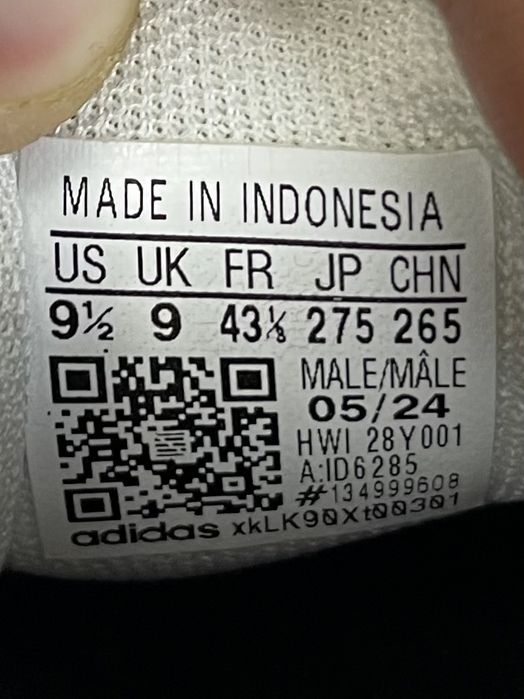 MADE IN INDONESIA
US UK FR JP CHN
9½ 9 43⅓ 275 265
MALE/MÂLE
05/24
HWI 28Y001
A:ID6285
#134999608
adidas xkLK90Xt00301